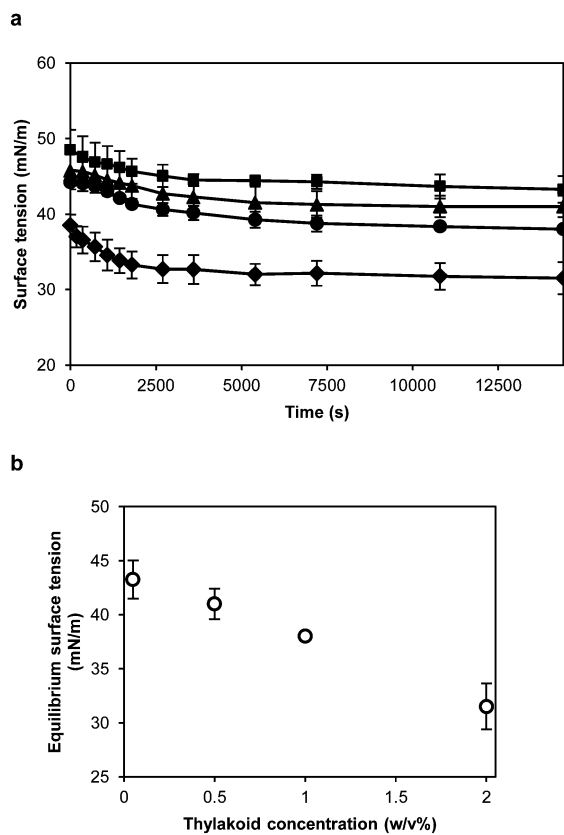 a
60
50
40
30
20
Surface tension (mN/m)
0 2500 5000 7500 10000 12500
Time (s)
b
50
45
40
35
30
25
Equilibrium surface tension
(mN/m)
0 0.5 1 1.5 2
Thylakoid concentration (w/v%)